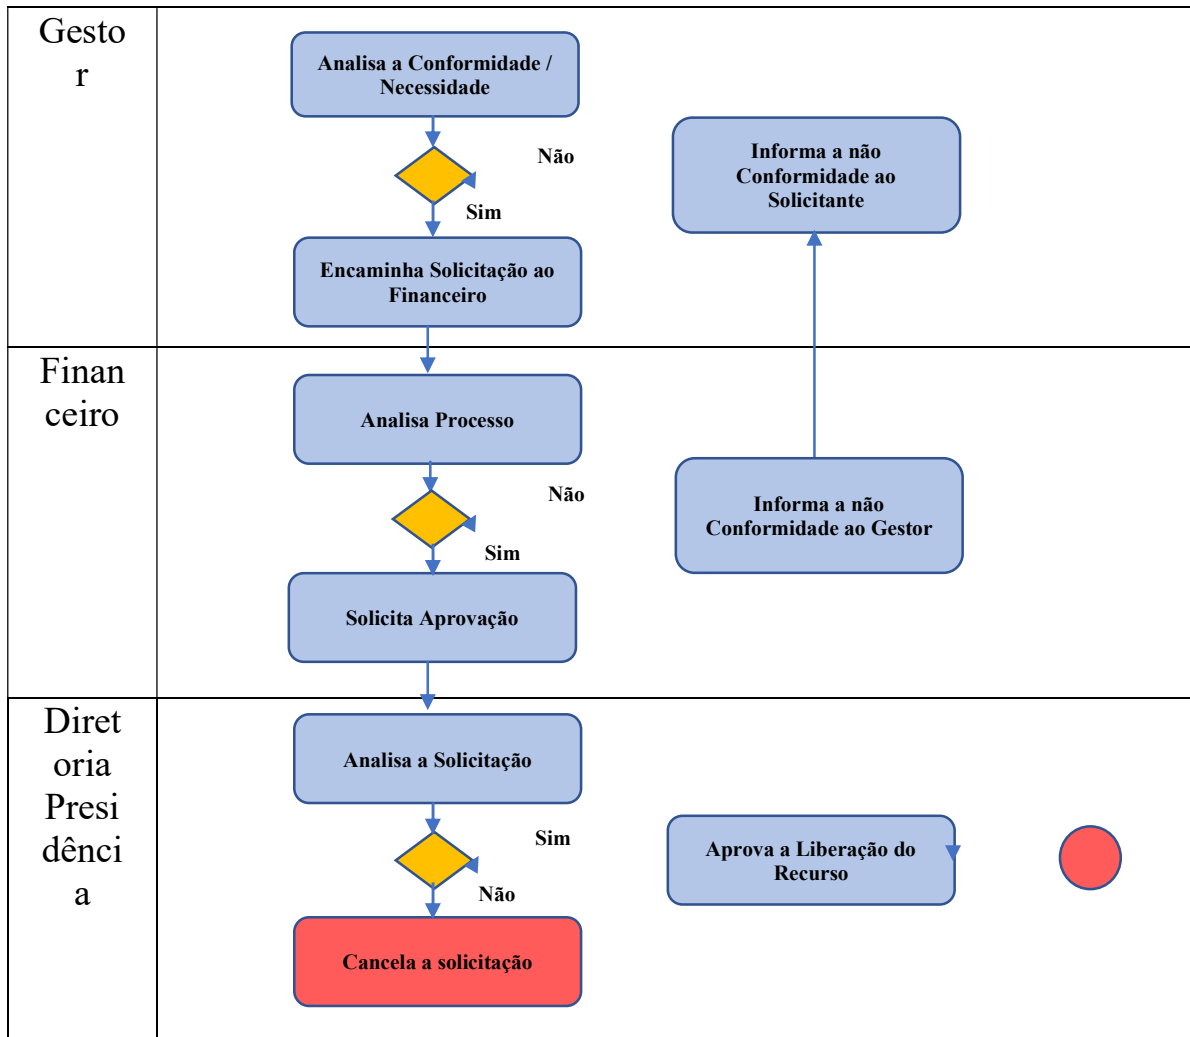 Gesto
r
Analisa a Conformidade /
Necessidade
Não
Informa a não
Conformidade ao
Solicitante
Sim
Encaminha Solicitação ao
Financeiro
Finan
ceiro
Analisa Processo
Não
Informa a não
Conformidade ao Gestor
Sim
Solicita Aprovação
Diret
oria
Presi
dênci
a
Analisa a Solicitação
Sim
Aprova a Liberação do
Recurso
Não
Cancela a solicitação